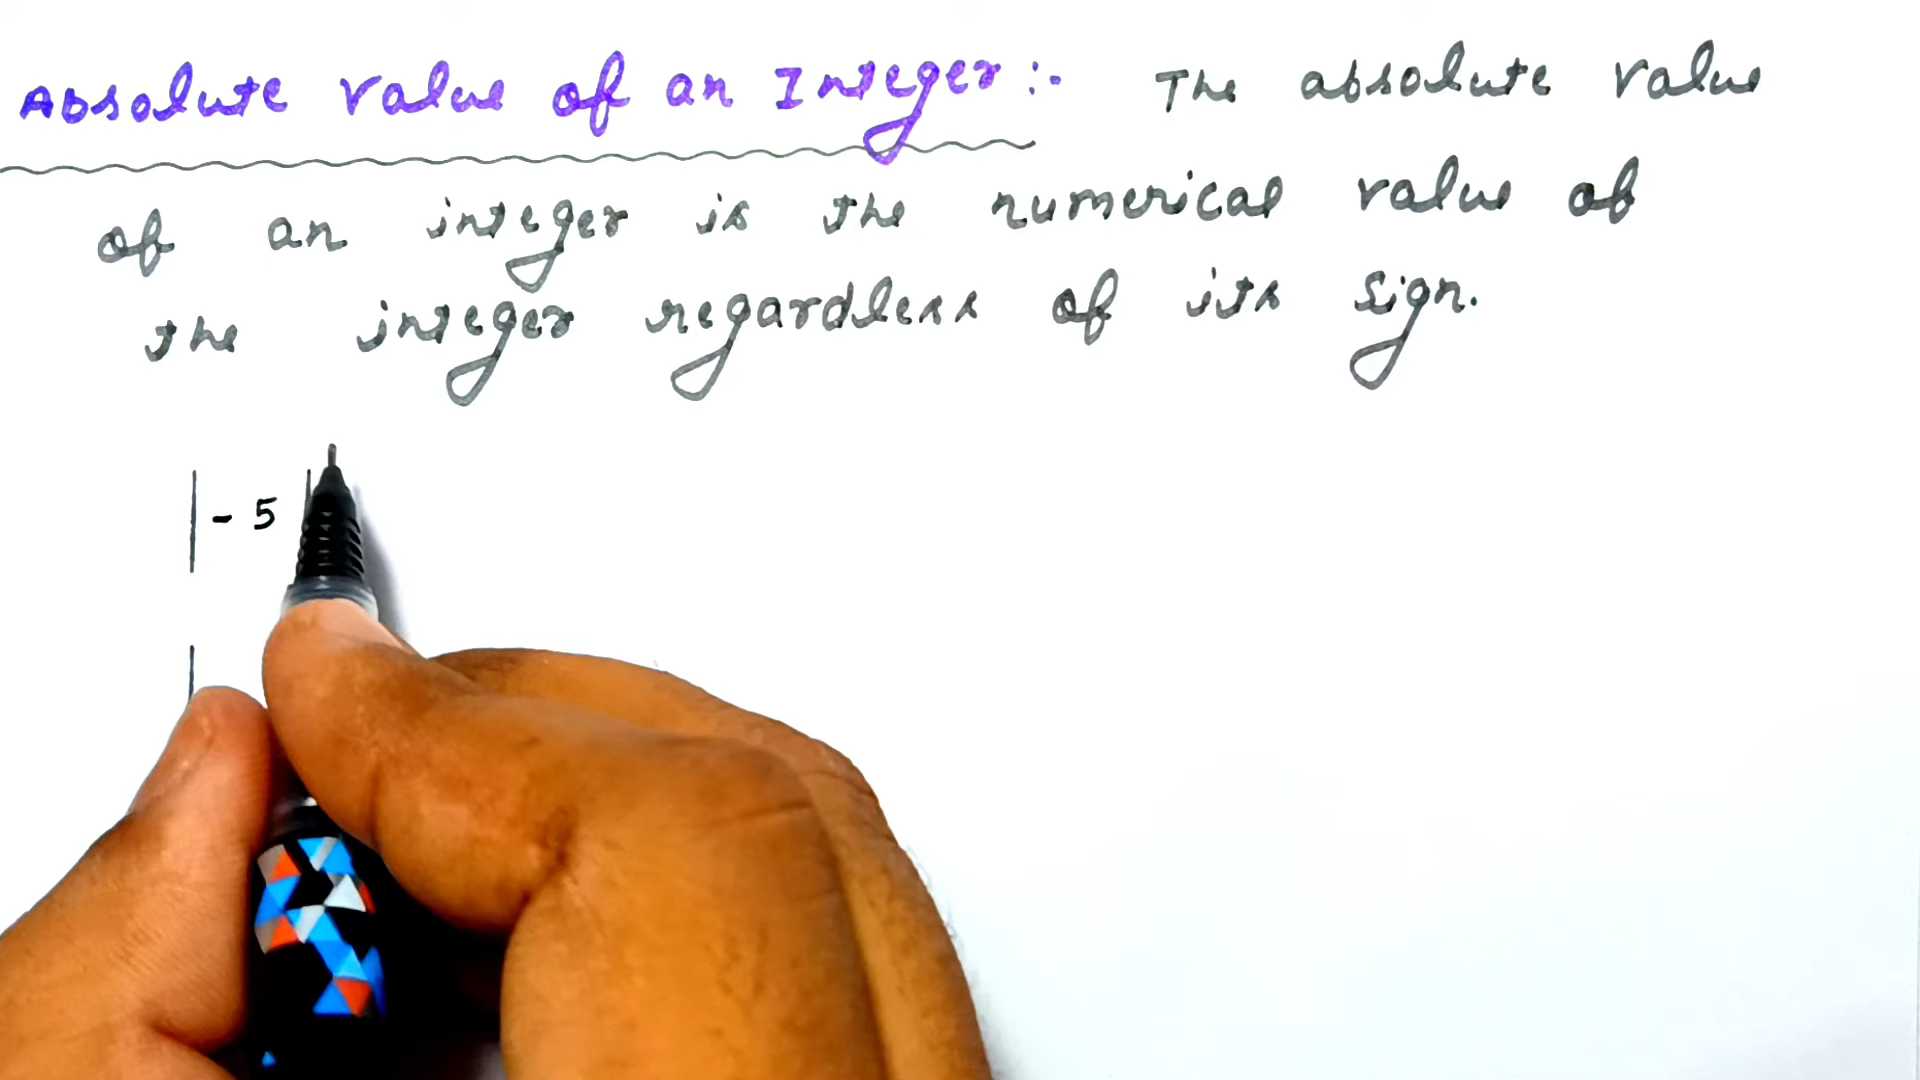 Absolute value of an Integer :- The absolute value
of an integer is the numerical value of
the integer regardless of its sign.
|-5|